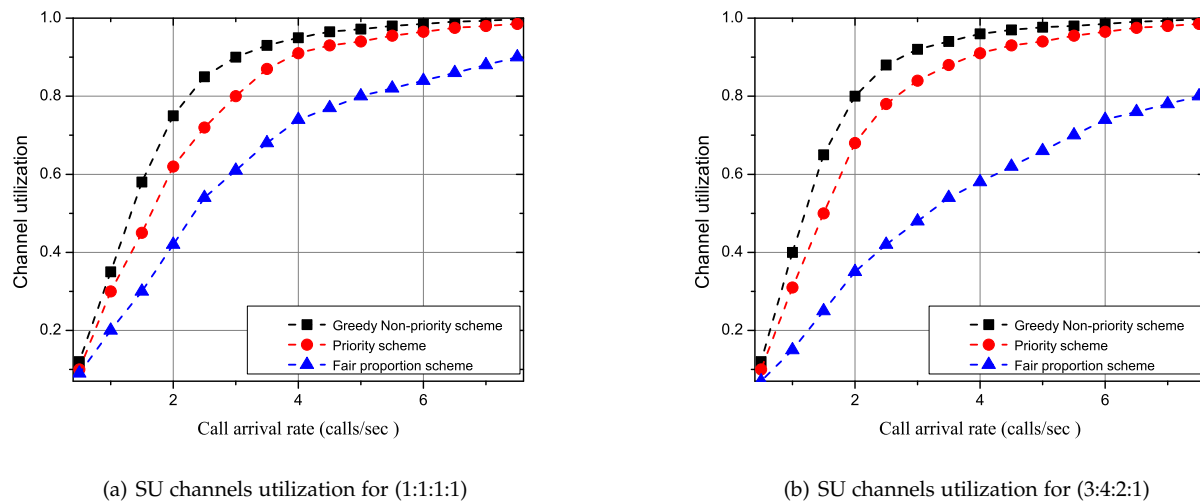 1.0
0.8
0.6
0.4
0.2
Channel utilization
Greedy Non-priority scheme
Priority scheme
Fair proportion scheme
2 4 6
Call arrival rate (calls/sec )
(a) SU channels utilization for (1:1:1:1)
1.0
0.8
0.6
0.4
0.2
Channel utilization
Greedy Non-priority scheme
Priority scheme
Fair proportion scheme
2 4 6
Call arrival rate (calls/sec )
(b) SU channels utilization for (3:4:2:1)